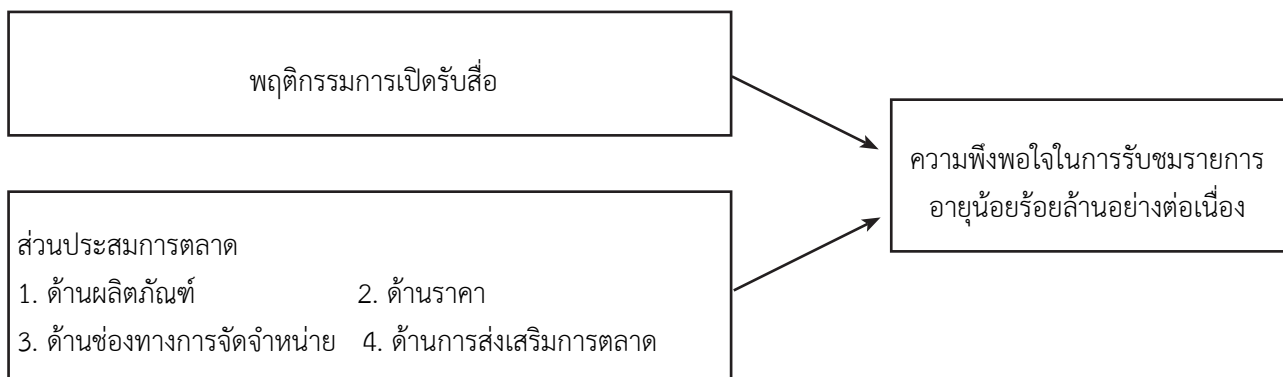 พฤติกรรมการเปิดรับสื่อ
ความพึงพอใจในการรับชมรายการ
อายุน้อยร้อยล้านอย่างต่อเนื่อง
ส่วนประสมการตลาด
1. ด้านผลิตภัณฑ์ 2. ด้านราคา
3. ด้านช่องทางการจัดจำหน่าย 4. ด้านการส่งเสริมการตลาด